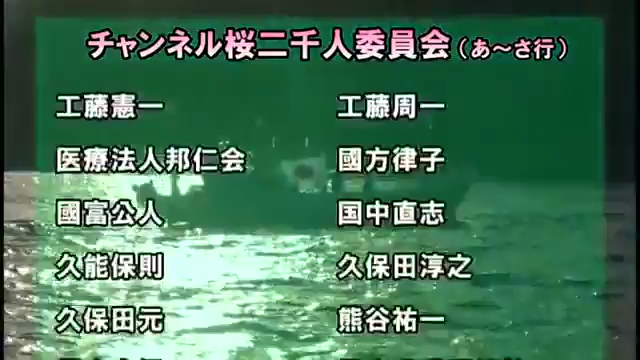 チャンネル桜二千人委員会（あ～さ行）
工藤憲一　工藤周一
医療法人邦仁会　國方律子
國富公人　国中直志
久能保則　久保田淳之
久保田元　熊谷祐一